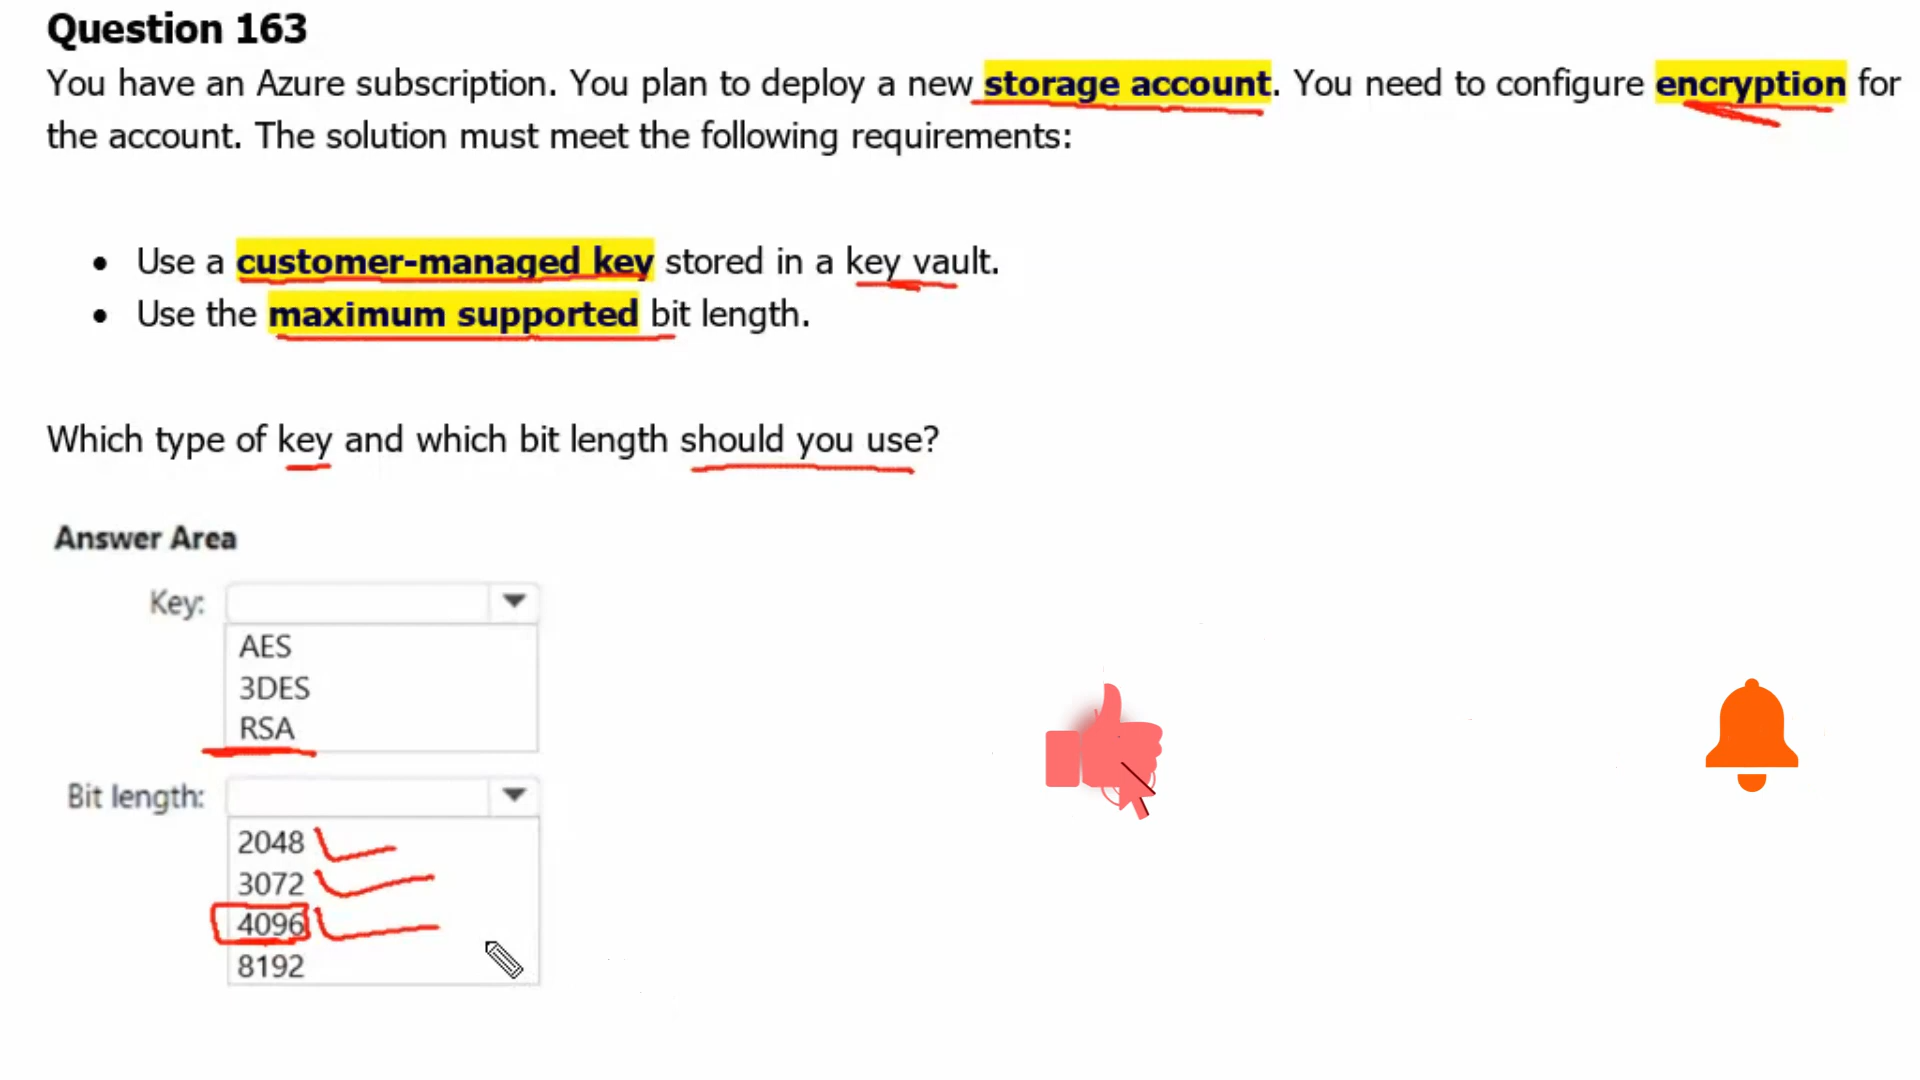 Question 163
You have an Azure subscription. You plan to deploy a new storage account. You need to configure encryption for
the account. The solution must meet the following requirements:
• Use a customer-managed key stored in a key vault.
• Use the maximum supported bit length.
Which type of key and which bit length should you use?
Answer Area
Key:
AES
3DES
RSA
Bit length:
2048
3072
4096
8192